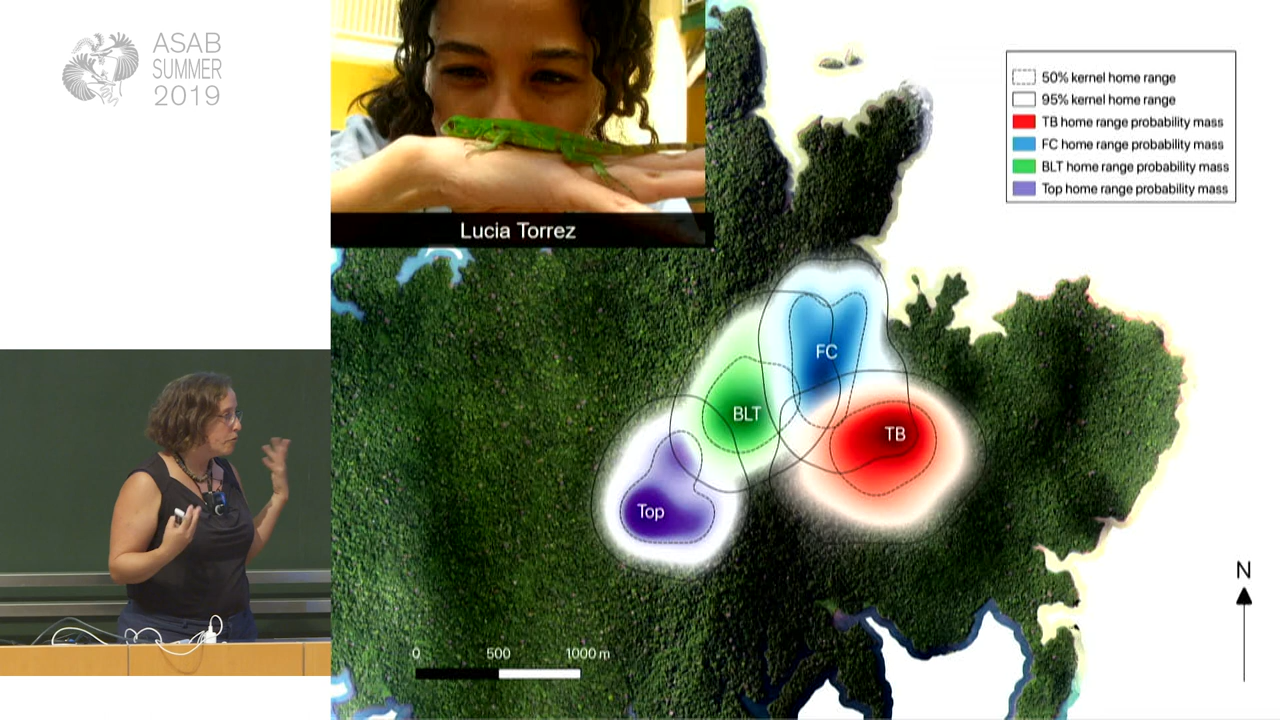 ASAB
SUMMER
2019
Lucia Torrez
50% kernel home range
95% kernel home range
TB home range probability mass
FC home range probability mass
BLT home range probability mass
Top home range probability mass
FC
BLT
TB
Top
N
0 500 1000 m